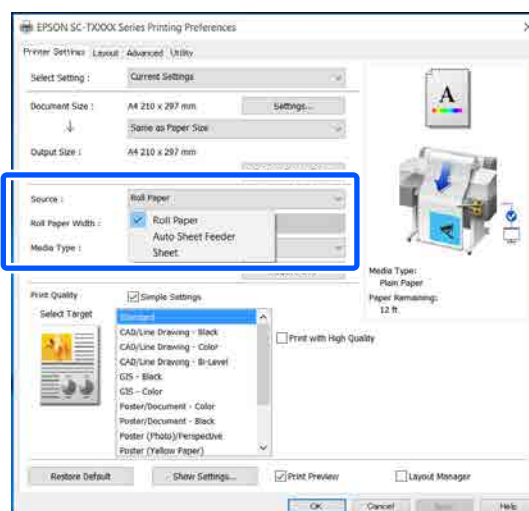 EPSON SC-TXXXX Series Printing Preferences
Printer Settings Layout Advanced Utility
Select Setting : Current Settings
Document Size : A4 210 x 297 mm Settings...
Same as Paper Size
Output Size : A4 210 x 297 mm
Source : Roll Paper
Roll Paper Width :
Roll Paper
Auto Sheet Feeder
Sheet
Media Type :
Media Type:
Plain Paper
Paper Remaining:
12 ft
Print Quality Simple Settings
Select Target
Standard
CAD/Line Drawing - Black
CAD/Line Drawing - Color
CAD/Line Drawing - Bi-Level
GIS - Black
GIS - Color
Poster/Document - Color
Poster/Document - Black
Poster (Photo)/Perspective
Poster (Yellow Paper)
Print with High Quality
A
Restore Default Show Settings... Print Preview Layout Manager
OK Cancel Help